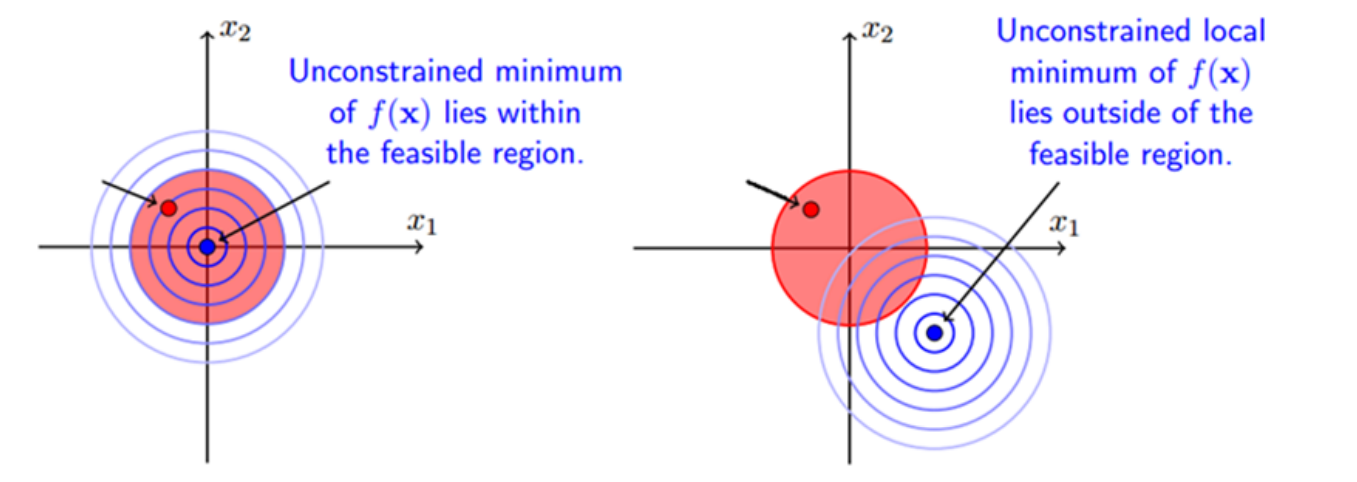 x₂
Unconstrained minimum
of f(𝐱) lies within
the feasible region.
x₁
x₂
Unconstrained local
minimum of f(𝐱)
lies outside of the
feasible region.
x₁